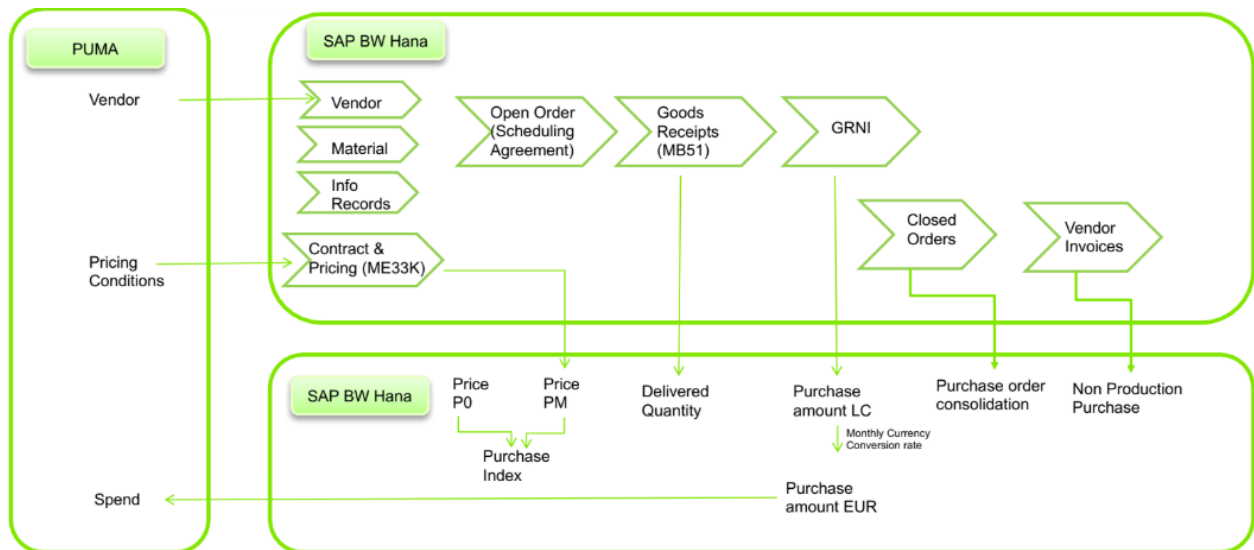 PUMA
Vendor
Pricing
Conditions
Spend
SAP BW Hana
Vendor
Material
Info
Records
Contract &
Pricing (ME33K)
Open Order
(Scheduling
Agreement)
Goods
Receipts
(MB51)
GRNI
Closed
Orders
Vendor
Invoices
SAP BW Hana
Price
P0
Price
PM
Purchase
Index
Delivered
Quantity
Purchase
amount LC
Monthly Currency
Conversion rate
Purchase
amount EUR
Purchase order
consolidation
Non Production
Purchase